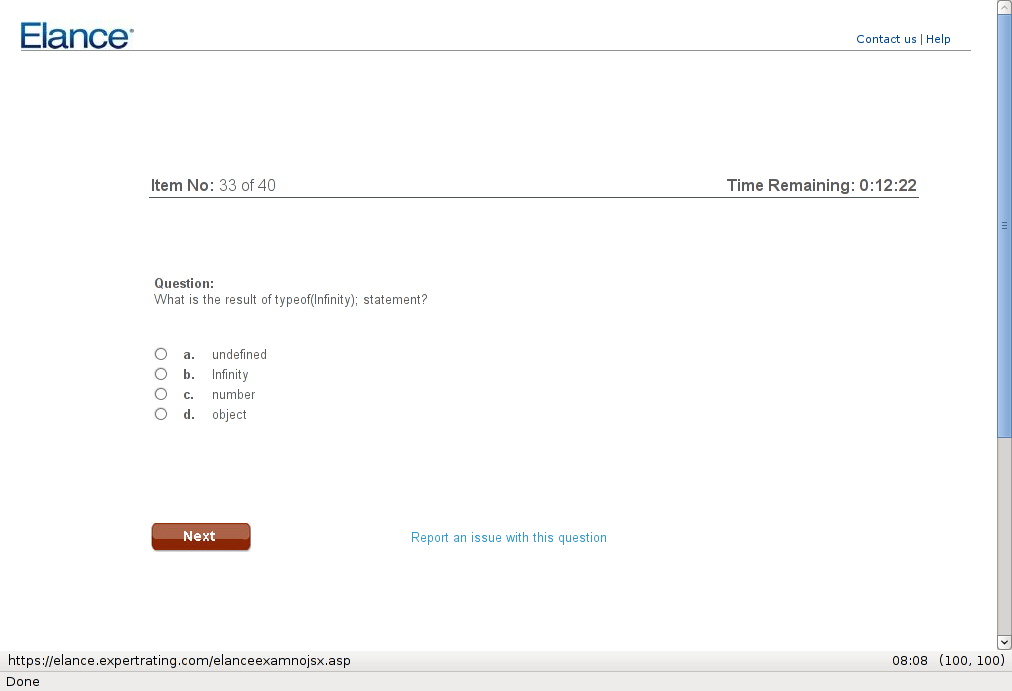 Elance
Contact us | Help
Item No: 33 of 40
Time Remaining: 0:12:22
Question:
What is the result of typeof(Infinity); statement?
a. undefined
b. Infinity
c. number
d. object
Next
Report an issue with this question
https://elance.expertrating.com/elanceexamnojsx.asp
08:08 (100, 100)
Done